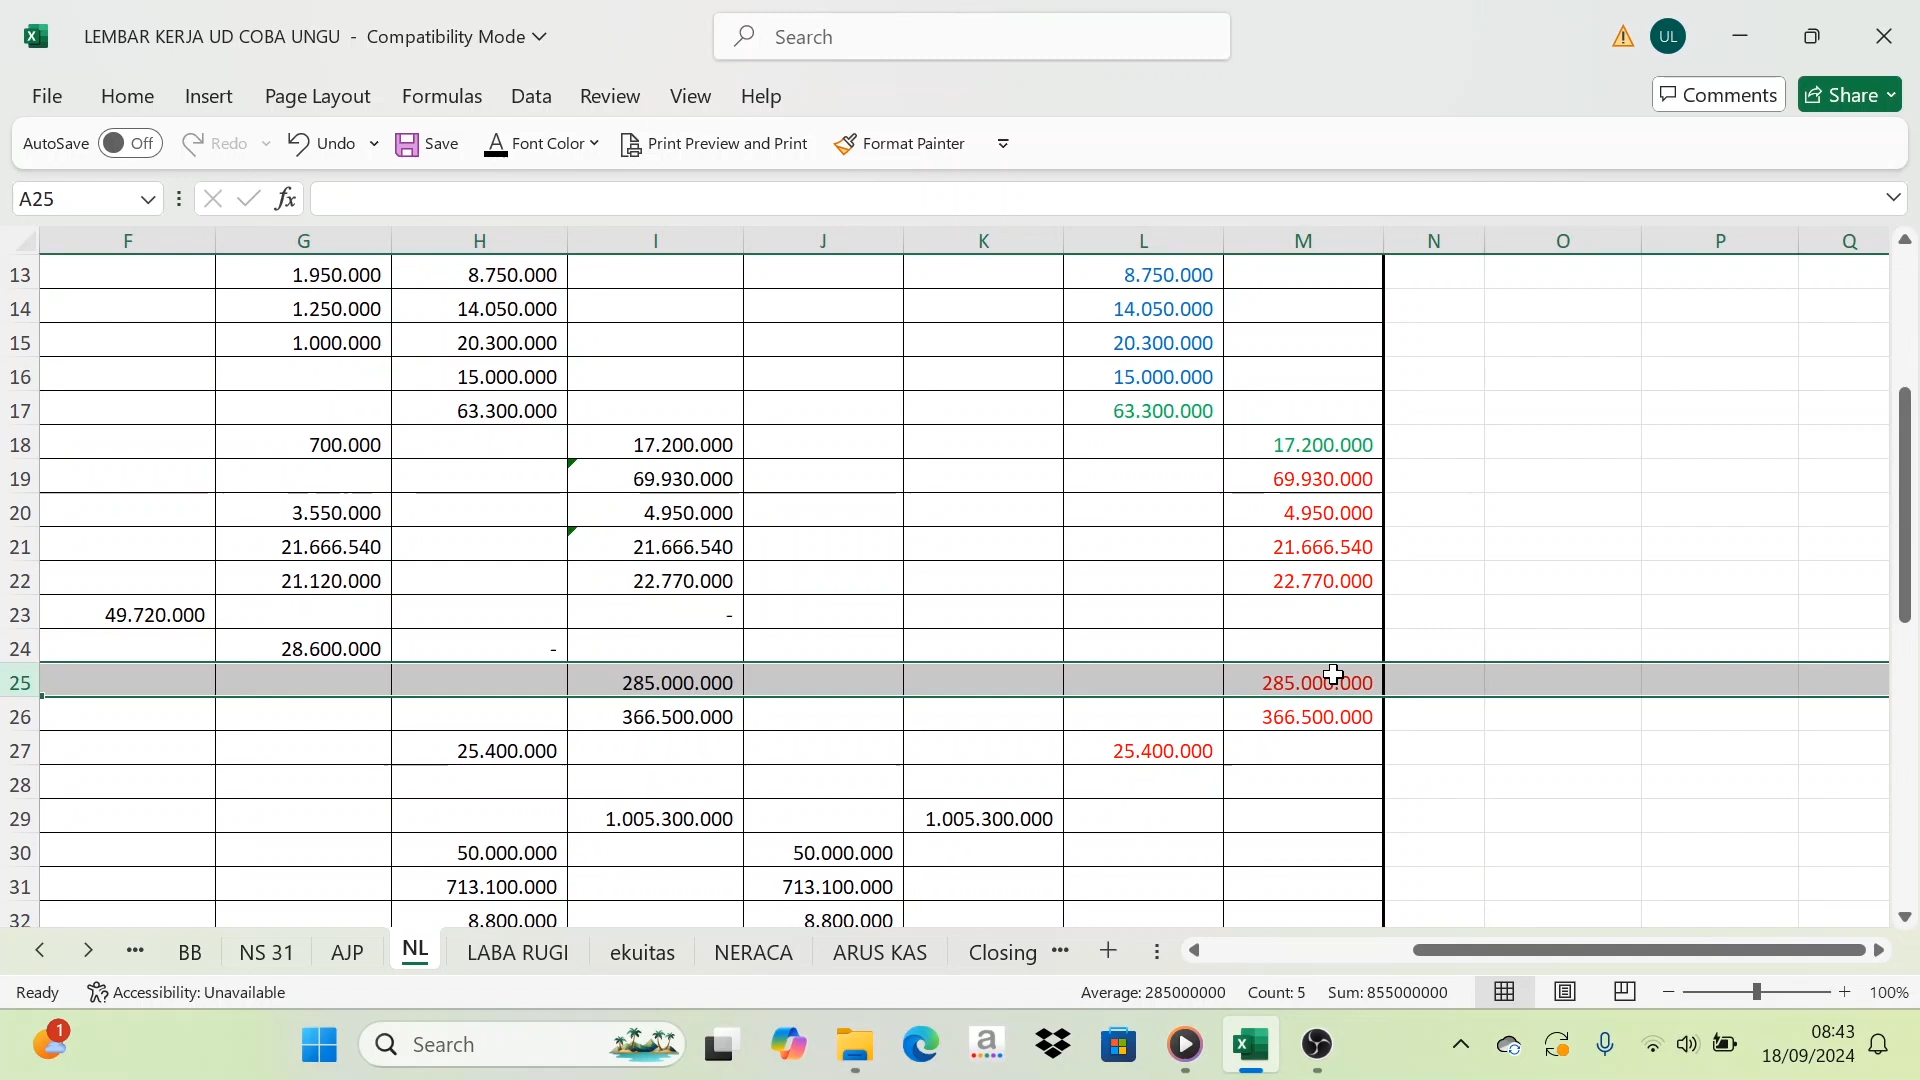 LEMBAR KERJA UD COBA UNGU - Compatibility Mode
Search
UL
File Home Insert Page Layout Formulas Data Review View Help
Comments Share
AutoSave Off Redo Undo Save Font Color Print Preview and Print Format Painter
A25 fx
F G H I J K L M N O P Q
13 1.950.000 8.750.000 8.750.000
14 1.250.000 14.050.000 14.050.000
15 1.000.000 20.300.000 20.300.000
16 15.000.000 15.000.000
17 63.300.000 63.300.000
18 700.000 17.200.000 17.200.000
19 69.930.000 69.930.000
20 3.550.000 4.950.000 4.950.000
21 21.666.540 21.666.540 21.666.540
22 21.120.000 22.770.000 22.770.000
23 49.720.000 -
24 28.600.000 -
25 285.000.000 285.000.000
26 366.500.000 366.500.000
27 25.400.000 25.400.000
28
29 1.005.300.000 1.005.300.000
30 50.000.000 50.000.000
31 713.100.000 713.100.000
32 8.800.000 8.800.000
BB NS 31 AJP NL LABA RUGI ekuitas NERACA ARUS KAS Closing
Ready Accessibility: Unavailable Average: 285000000 Count: 5 Sum: 855000000 100%
1 Search a 08:43
18/09/2024